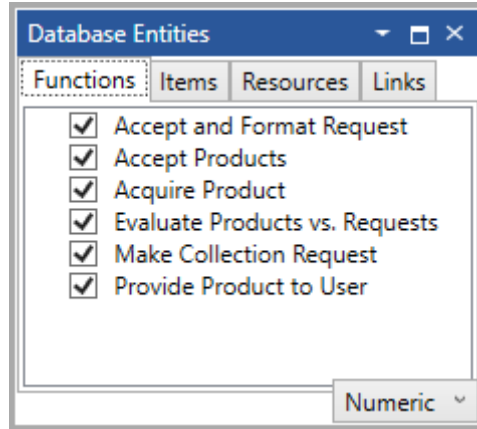 Database Entities
Functions Items Resources Links
Accept and Format Request
Accept Products
Acquire Product
Evaluate Products vs. Requests
Make Collection Request
Provide Product to User
Numeric